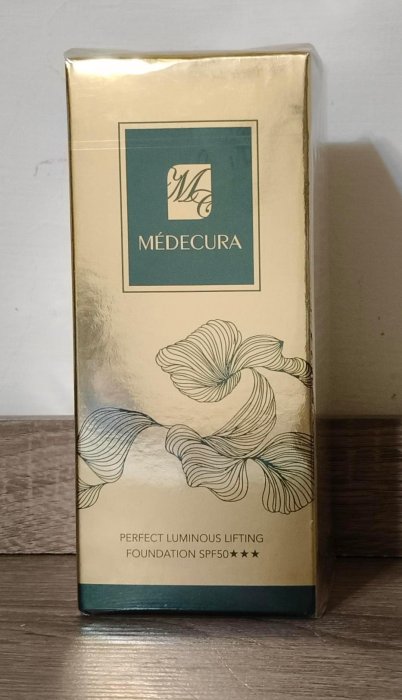 MC
MÉDECURA
PERFECT LUMINOUS LIFTING
FOUNDATION SPF50★★★